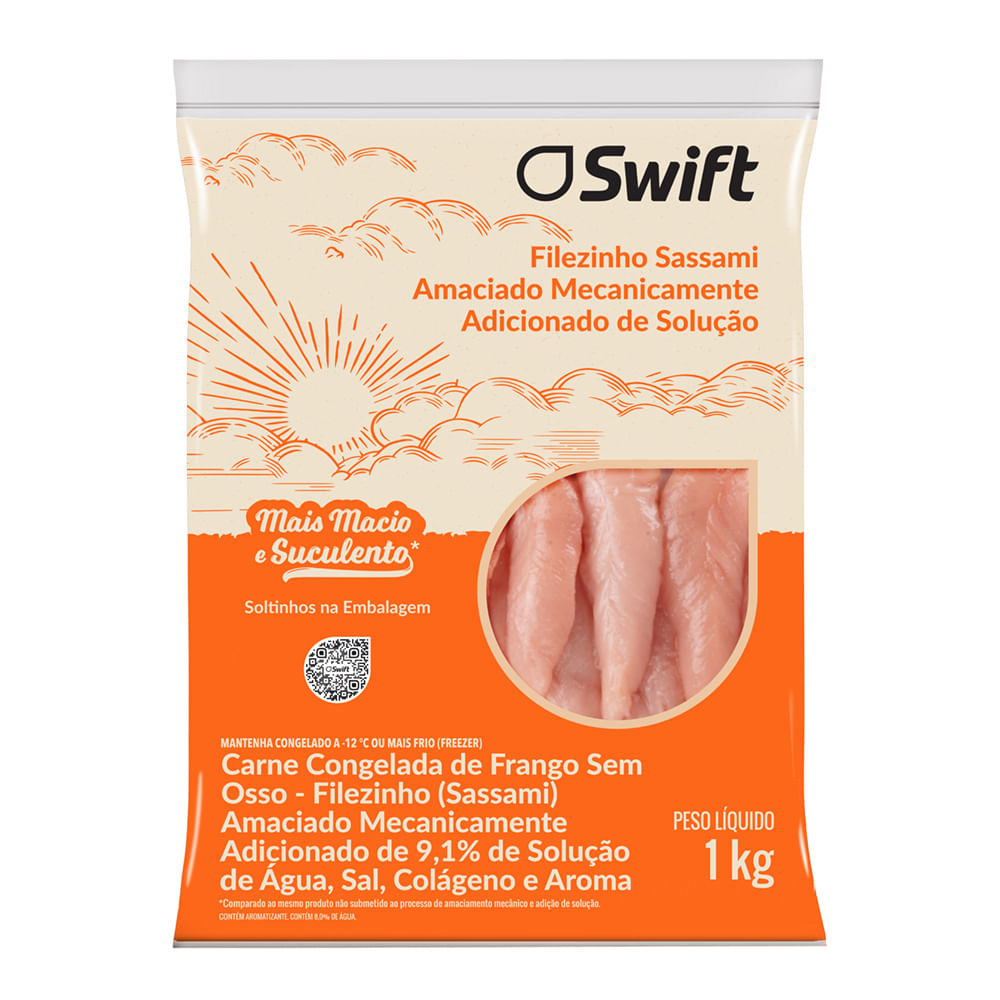 Swift
Filezinho Sassami
Amaciado Mecanicamente
Adicionado de Solução
Mais Macio
e Suculento*
Soltinhos na Embalagem
Swift
MANTENHA CONGELADO A -12 °C OU MAIS FRIO (FREEZER)
Carne Congelada de Frango Sem
Osso - Filezinho (Sassami)
Amaciado Mecanicamente
Adicionado de 9,1% de Solução
de Água, Sal, Colágeno e Aroma
PESO LÍQUIDO
1 kg
*Comparado ao mesmo produto não submetido ao processo de amaciamento mecânico e adição de solução.
CONTÉM AROMATIZANTE. CONTÉM 8,0% DE ÁGUA.